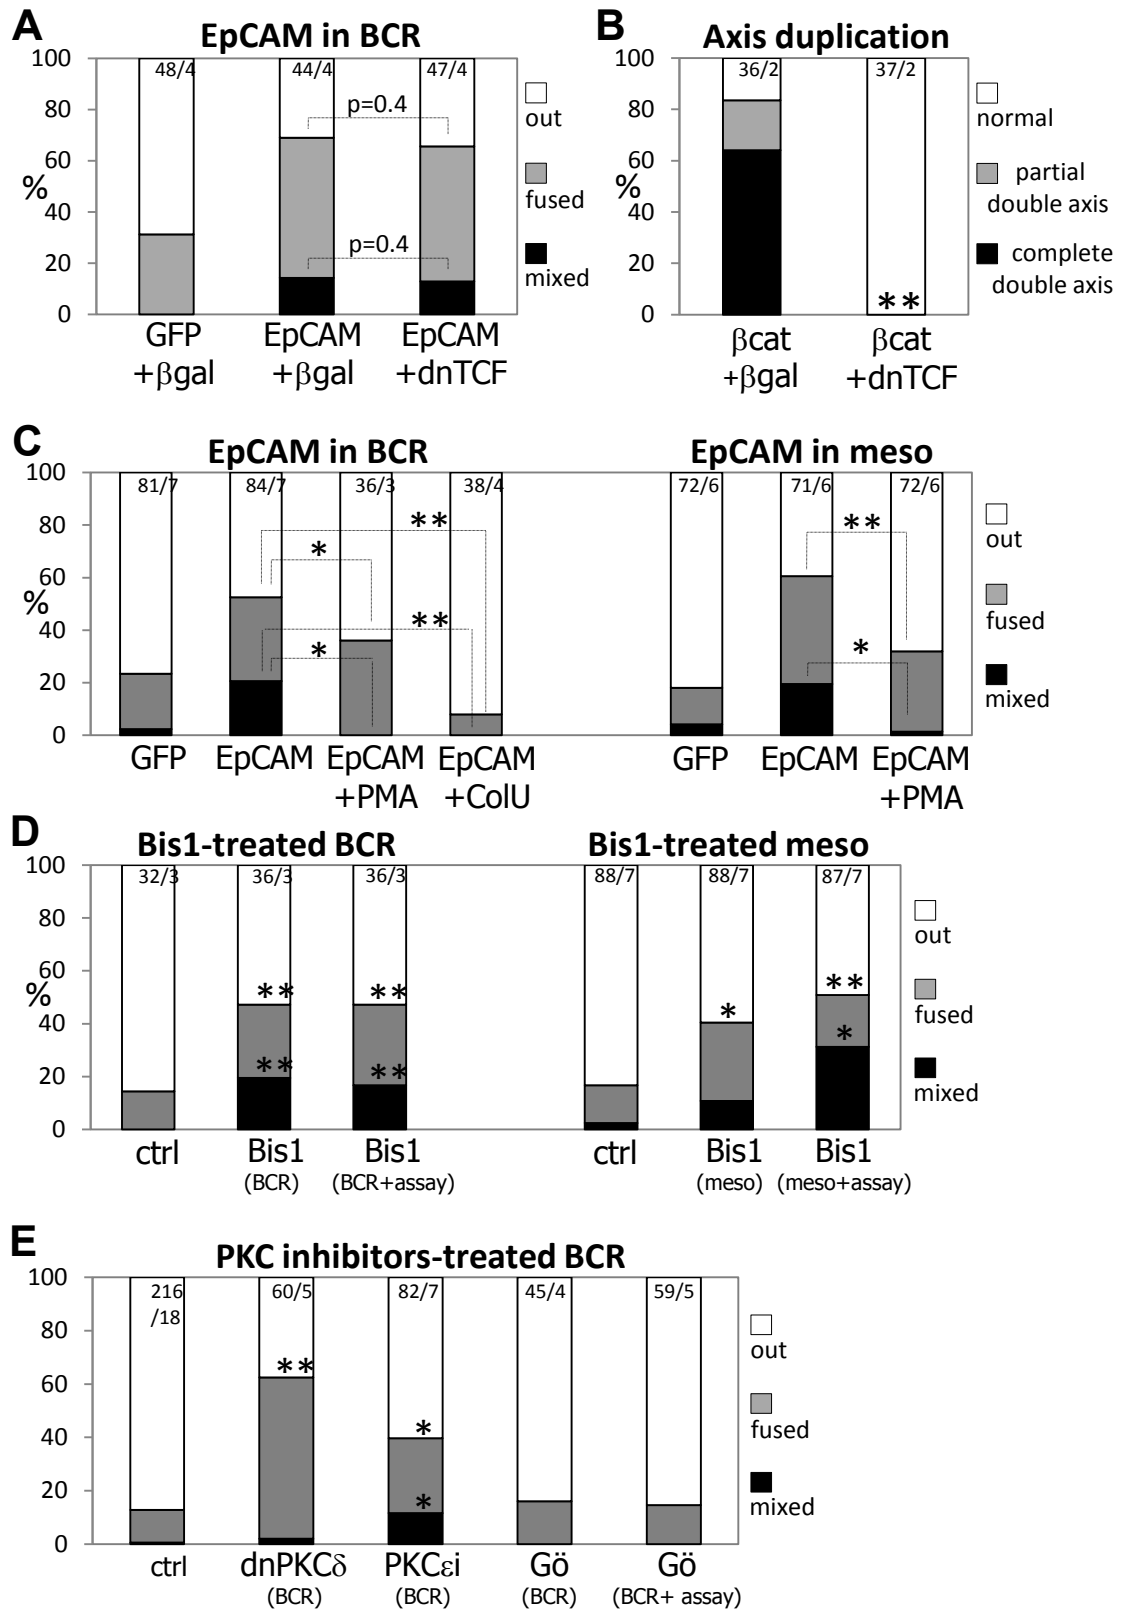 A
EpCAM in BCR
100
80
60
40
20
0
%
48/4
44/4
47/4
p=0.4
p=0.4
out
fused
mixed
GFP
+βgal
EpCAM
+βgal
EpCAM
+dnTCF
B
Axis duplication
100
80
60
40
20
0
%
36/2
37/2
**
normal
partial
double axis
complete
double axis
βcat
+βgal
βcat
+dnTCF
C
EpCAM in BCR
EpCAM in meso
100
80
60
40
20
0
%
81/7
84/7
36/3
38/4
72/6
71/6
72/6
**
*
**
*
**
*
out
fused
mixed
GFP
EpCAM
EpCAM
+PMA
EpCAM
+ColU
GFP
EpCAM
EpCAM
+PMA
D
Bis1-treated BCR
Bis1-treated meso
100
80
60
40
20
0
%
32/3
36/3
36/3
88/7
88/7
87/7
**
**
**
**
*
**
*
out
fused
mixed
ctrl
Bis1
(BCR)
Bis1
(BCR+assay)
ctrl
Bis1
(meso)
Bis1
(meso+assay)
E
PKC inhibitors-treated BCR
100
80
60
40
20
0
216
/18
60/5
82/7
45/4
59/5
**
*
*
out
fused
mixed
ctrl
dnPKCδ
(BCR)
PKCεi
(BCR)
Gö
(BCR)
Gö
(BCR+ assay)